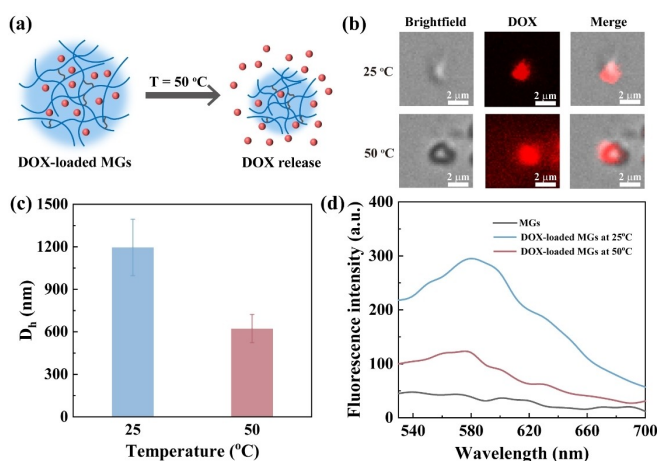 (a)
T = 50 °C
DOX-loaded MGs
DOX release
(b)
Brightfield
DOX
Merge
25 °C
2 μm
2 μm
2 μm
50 °C
2 μm
2 μm
2 μm
(c)
1500
1200
900
600
300
0
D_h (nm)
25
50
Temperature (°C)
(d)
400
300
200
100
0
Fluorescence intensity (a.u.)
MGs
DOX-loaded MGs at 25°C
DOX-loaded MGs at 50°C
540
580
620
660
700
Wavelength (nm)